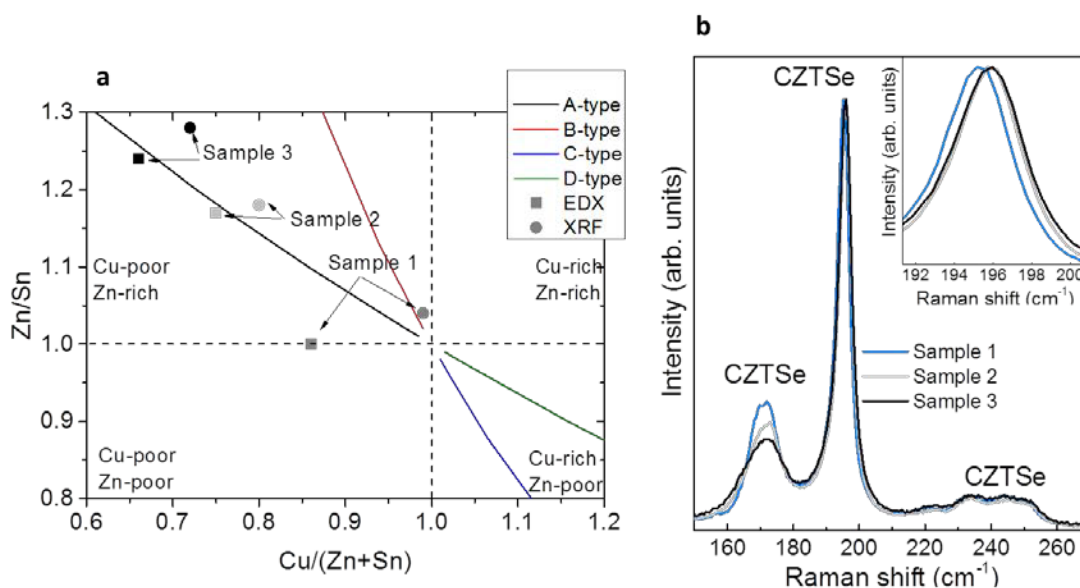 a
A-type
B-type
C-type
D-type
EDX
XRF
1.3
1.2
1.1
1.0
0.9
0.8
Zn/Sn
Sample 3
Sample 2
Sample 1
Cu-poor
Zn-rich
Cu-rich
Zn-rich
Cu-poor
Zn-poor
Cu-rich
Zn-poor
0.6 0.7 0.8 0.9 1.0 1.1 1.2
Cu/(Zn+Sn)
b
Intensity (arb. units)
CZTSe
CZTSe
CZTSe
Intensity (arb. units)
192 194 196 198 200
Raman shift (cm⁻¹)
Sample 1
Sample 2
Sample 3
160 180 200 220 240 260
Raman shift (cm⁻¹)